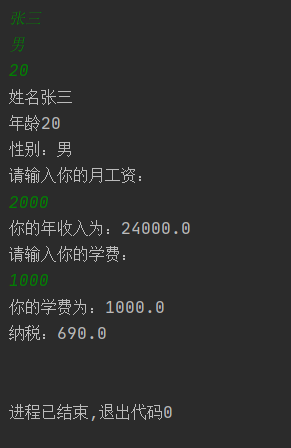 张三
男
20
姓名张三
年龄20
性别：男
请输入你的月工资：
2000
你的年收入为：24000.0
请输入你的学费：
1000
你的学费为：1000.0
纳税：690.0
进程已结束,退出代码0